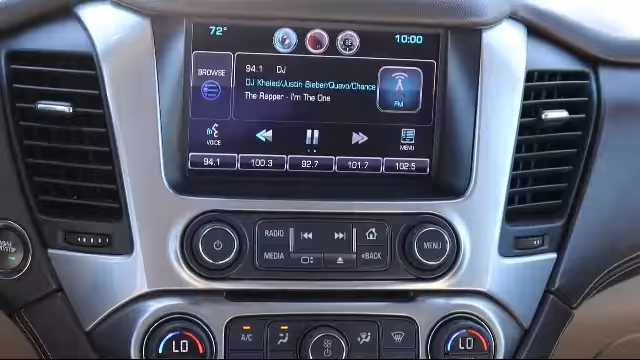 72°
10:00
BROWSE
94.1 DJ
DJ Khaled/Justin Bieber/Quavo/Chance
The Rapper - I'm The One
FM
VOICE
MENU
94.1 100.3 92.7 101.7 102.5
RADIO
MEDIA
<BACK
MENU
LO
A/C
LO